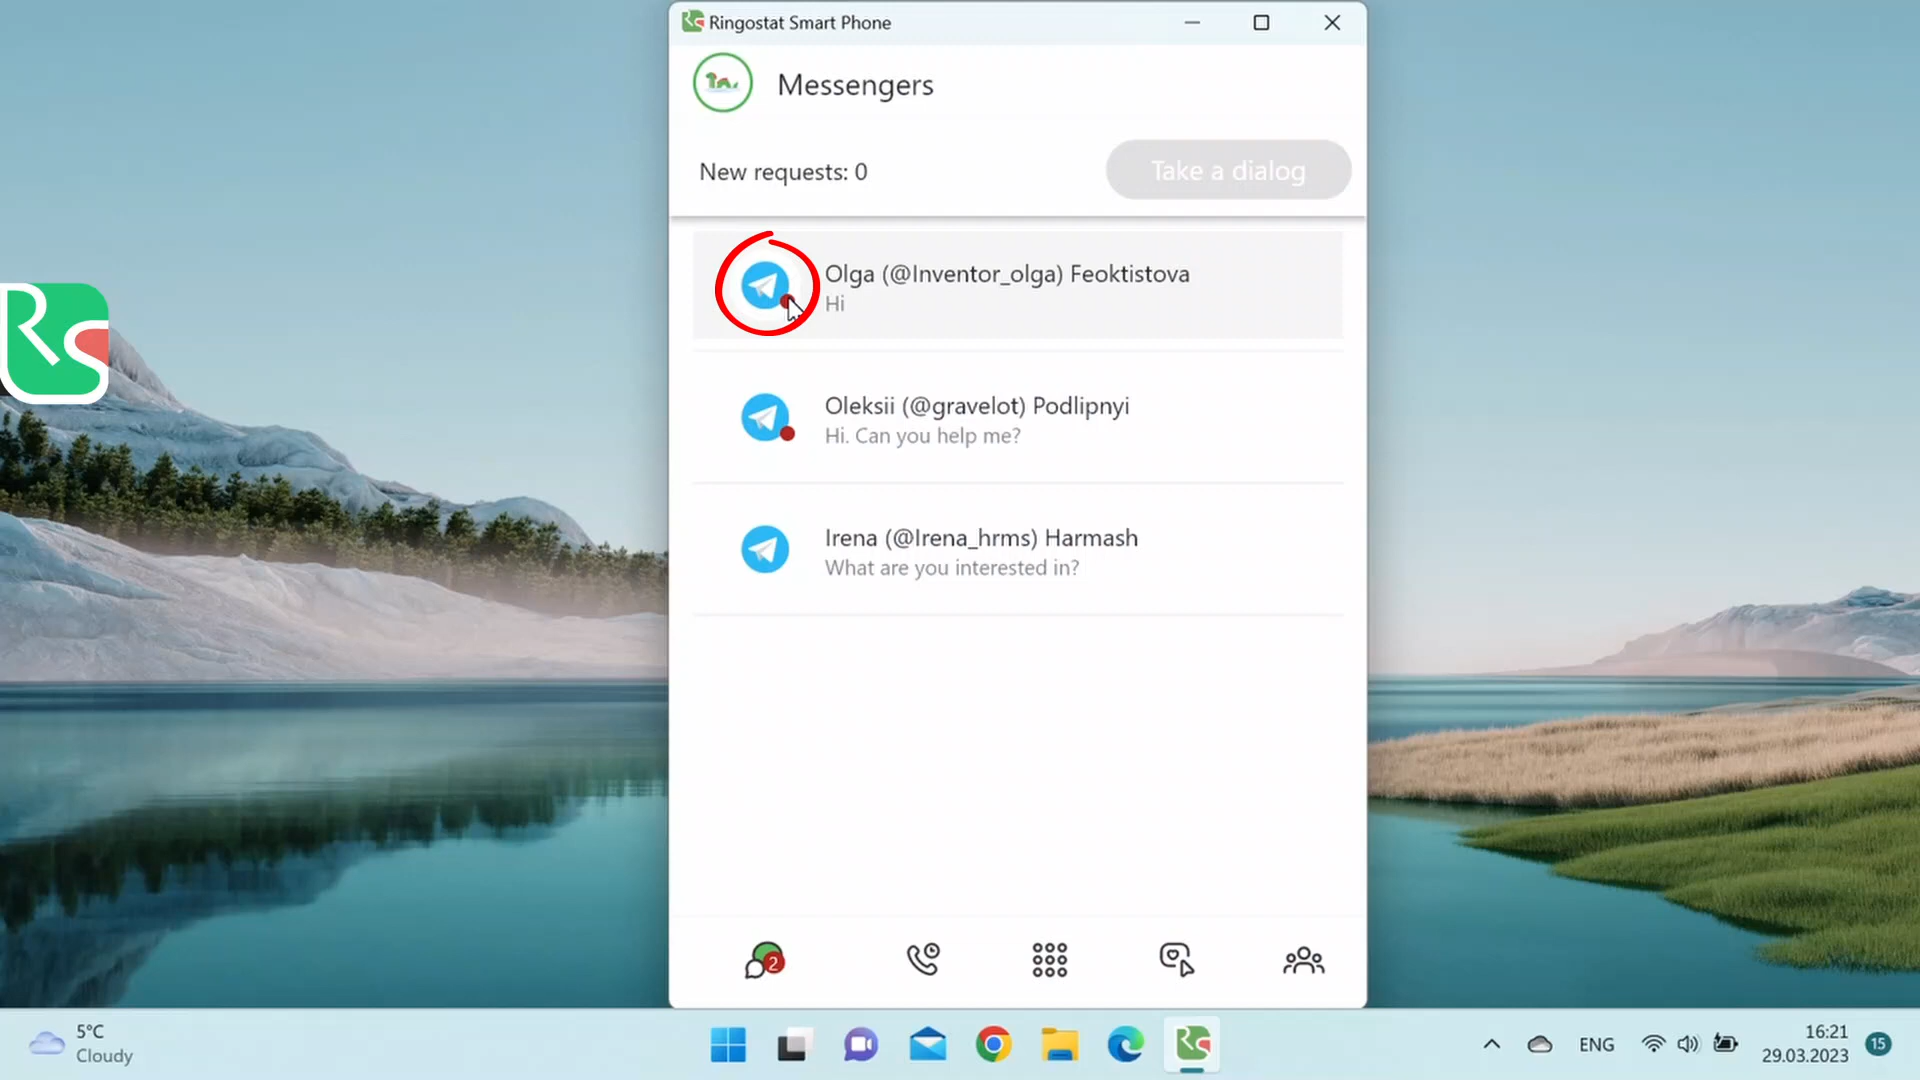 Ringostat Smart Phone
Messengers
New requests: 0
Take a dialog
Olga (@Inventor_olga) Feoktistova
Hi
Oleksii (@gravelot) Podlipnyi
Hi. Can you help me?
Irena (@Irena_hrms) Harmash
What are you interested in?
2
5°C
Cloudy
ENG
16:21
29.03.2023
15